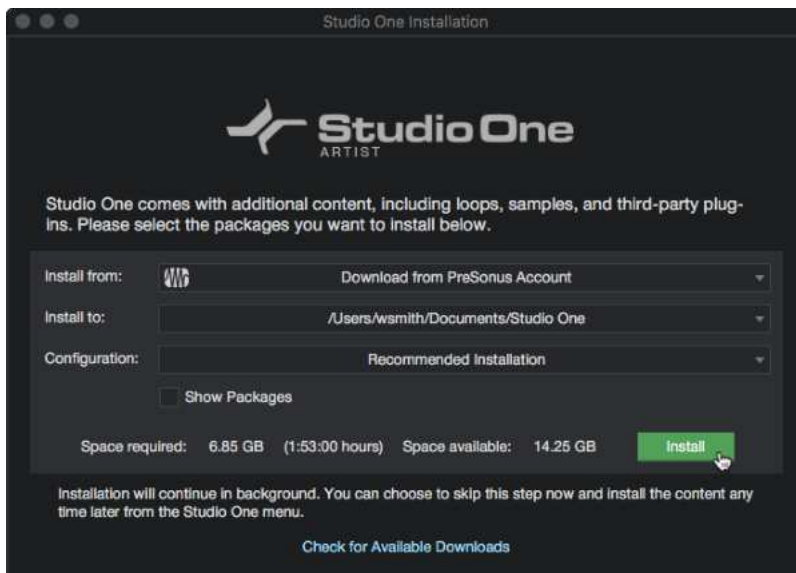 Studio One Installation
Studio One
ARTIST
Studio One comes with additional content, including loops, samples, and third-party plug-
ins. Please select the packages you want to install below.
Install from: Download from PreSonus Account
Install to: /Users/wsmith/Documents/Studio One
Configuration: Recommended Installation
Show Packages
Space required: 6.85 GB (1:53:00 hours) Space available: 14.25 GB Install
Installation will continue in background. You can choose to skip this step now and install the content any
time later from the Studio One menu.
Check for Available Downloads